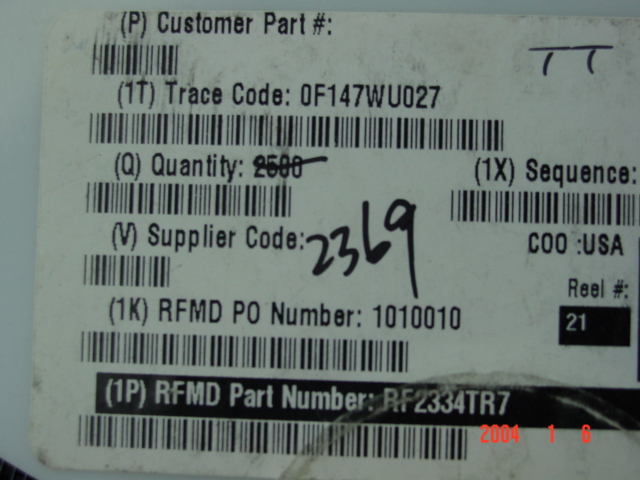 (P) Customer Part #:
TT
(1T) Trace Code: 0F147WU027
(Q) Quantity: 2500
(1X) Sequence:
(V) Supplier Code:
2369
COO :USA
Reel #:
21
(1K) RFMD PO Number: 1010010
(1P) RFMD Part Number: RF2334TR7
2004 1 6